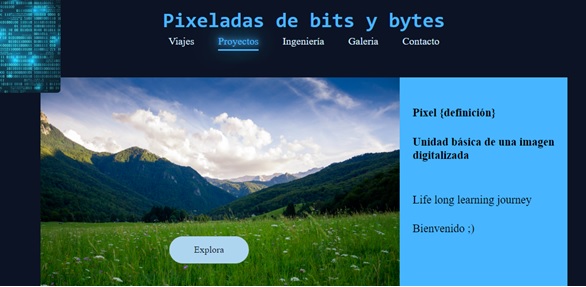 Pixeladas de bits y bytes
Viajes Proyectos Ingeniería Galeria Contacto
Pixel {definición}
Unidad básica de una imagen
digitalizada
Life long learning journey
Bienvenido ;)
Explora